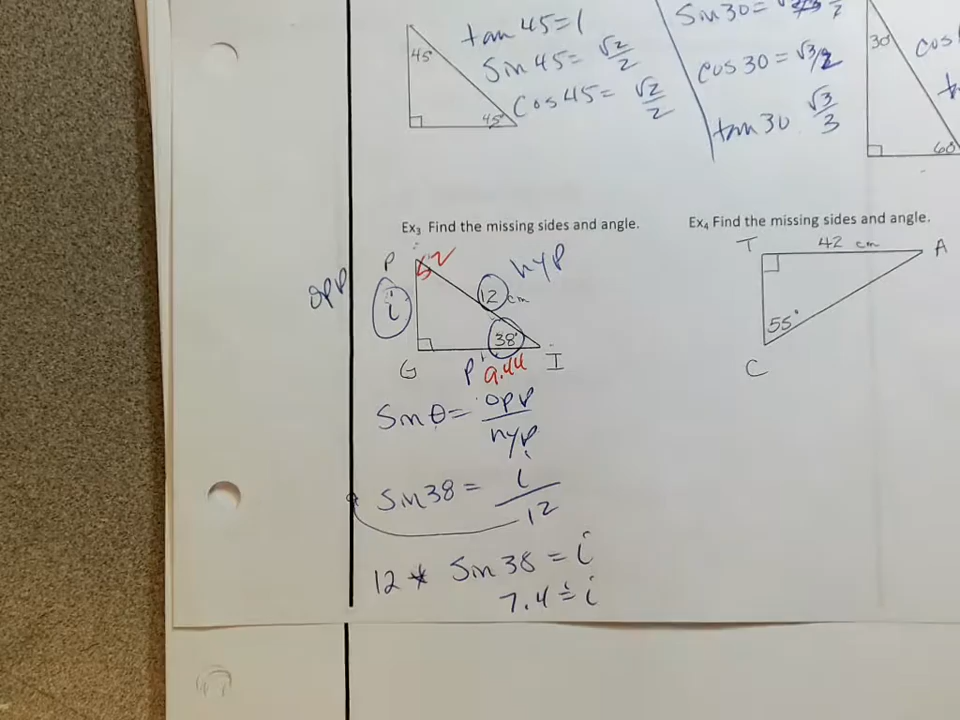 45°
45°
tan 45 = 1
Sin 45 = √2/2
Cos 45 = √2/2
Sin 30 =
cos 30 = √3/2
tan 30 √3/3
30
60°
cos
Ex3 Find the missing sides and angle.
P
52
hyp
opp
i
12 cm
38°
G
p
9.44
I
Sin θ = opp/hyp
Sin 38 = i/12
12 * Sin 38 = i
7.4 ≐ i
Ex4 Find the missing sides and angle.
T
42 cm
A
55°
C